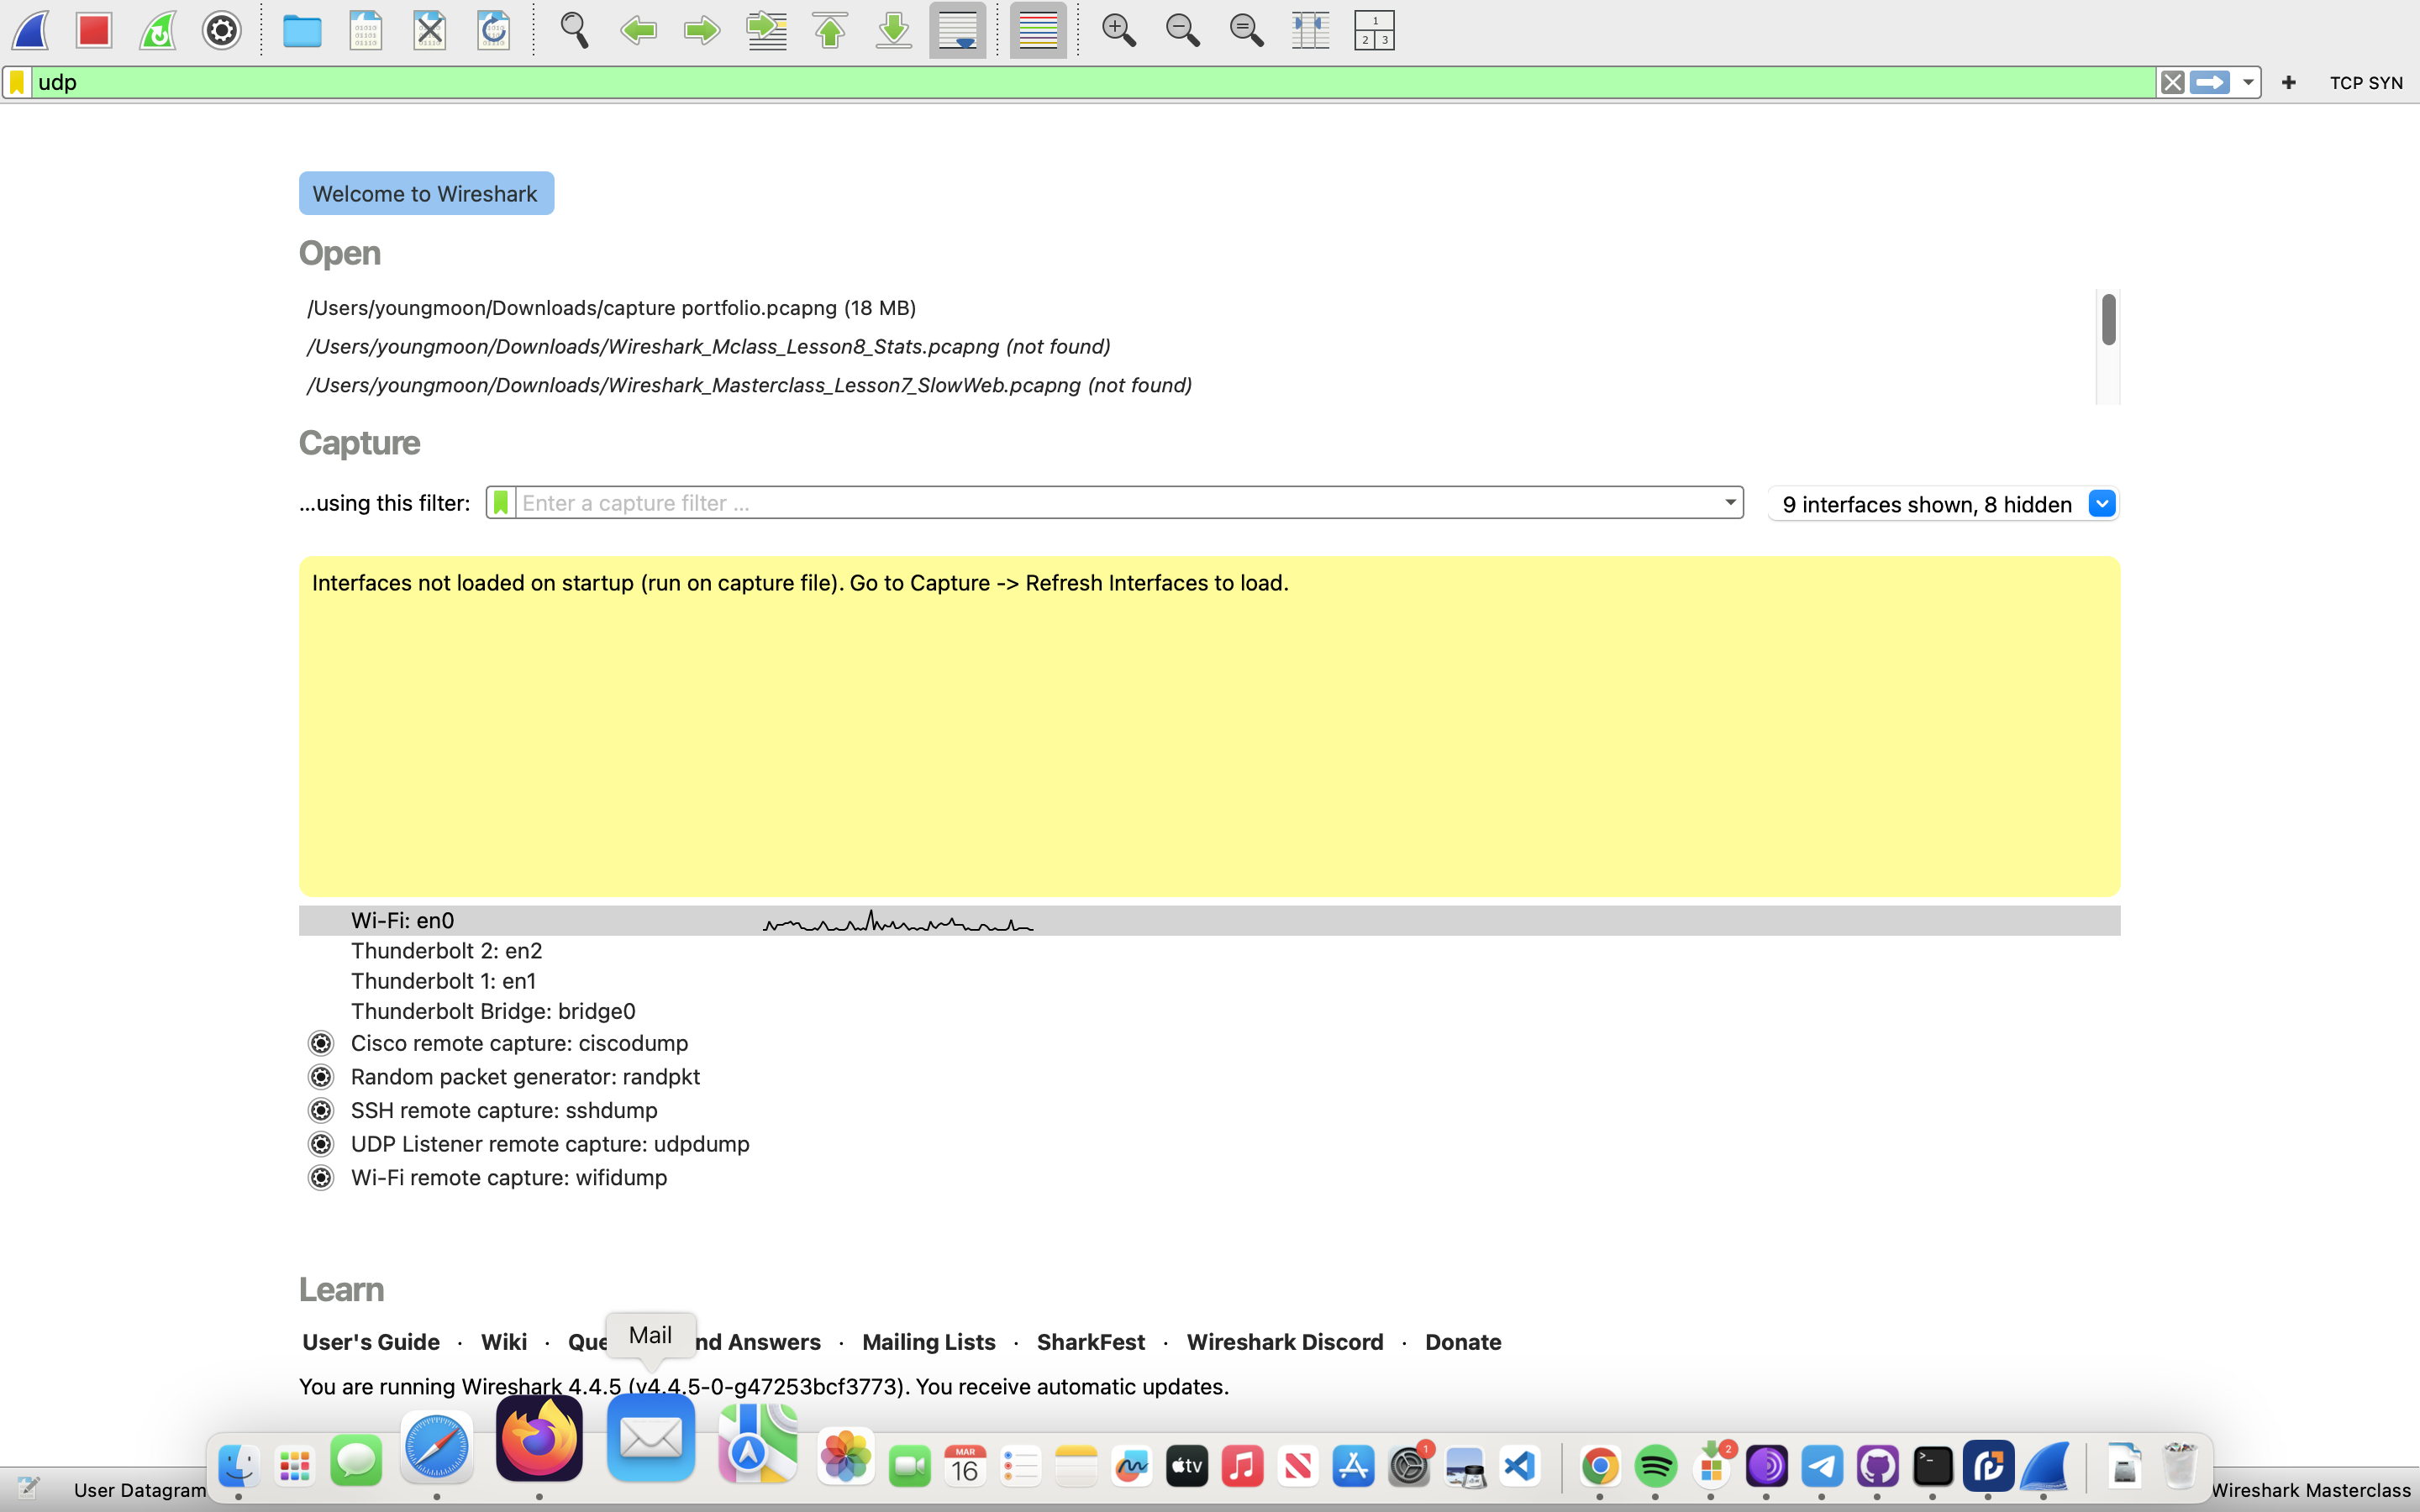 udp
TCP SYN
Welcome to Wireshark
Open
/Users/youngmoon/Downloads/capture portfolio.pcapng (18 MB)
/Users/youngmoon/Downloads/Wireshark_Mclass_Lesson8_Stats.pcapng (not found)
/Users/youngmoon/Downloads/Wireshark_Masterclass_Lesson7_SlowWeb.pcapng (not found)
Capture
...using this filter:
Enter a capture filter ...
9 interfaces shown, 8 hidden
Interfaces not loaded on startup (run on capture file). Go to Capture -> Refresh Interfaces to load.
Wi-Fi: en0
Thunderbolt 2: en2
Thunderbolt 1: en1
Thunderbolt Bridge: bridge0
Cisco remote capture: ciscodump
Random packet generator: randpkt
SSH remote capture: sshdump
UDP Listener remote capture: udpdump
Wi-Fi remote capture: wifidump
Learn
Mail
User's Guide · Wiki · Que nd Answers · Mailing Lists · SharkFest · Wireshark Discord · Donate
You are running Wireshark 4.4.5 (v4.4.5-0-g47253bcf3773). You receive automatic updates.
MAR
16
tv
1
2
User Datagram
Wireshark Masterclass